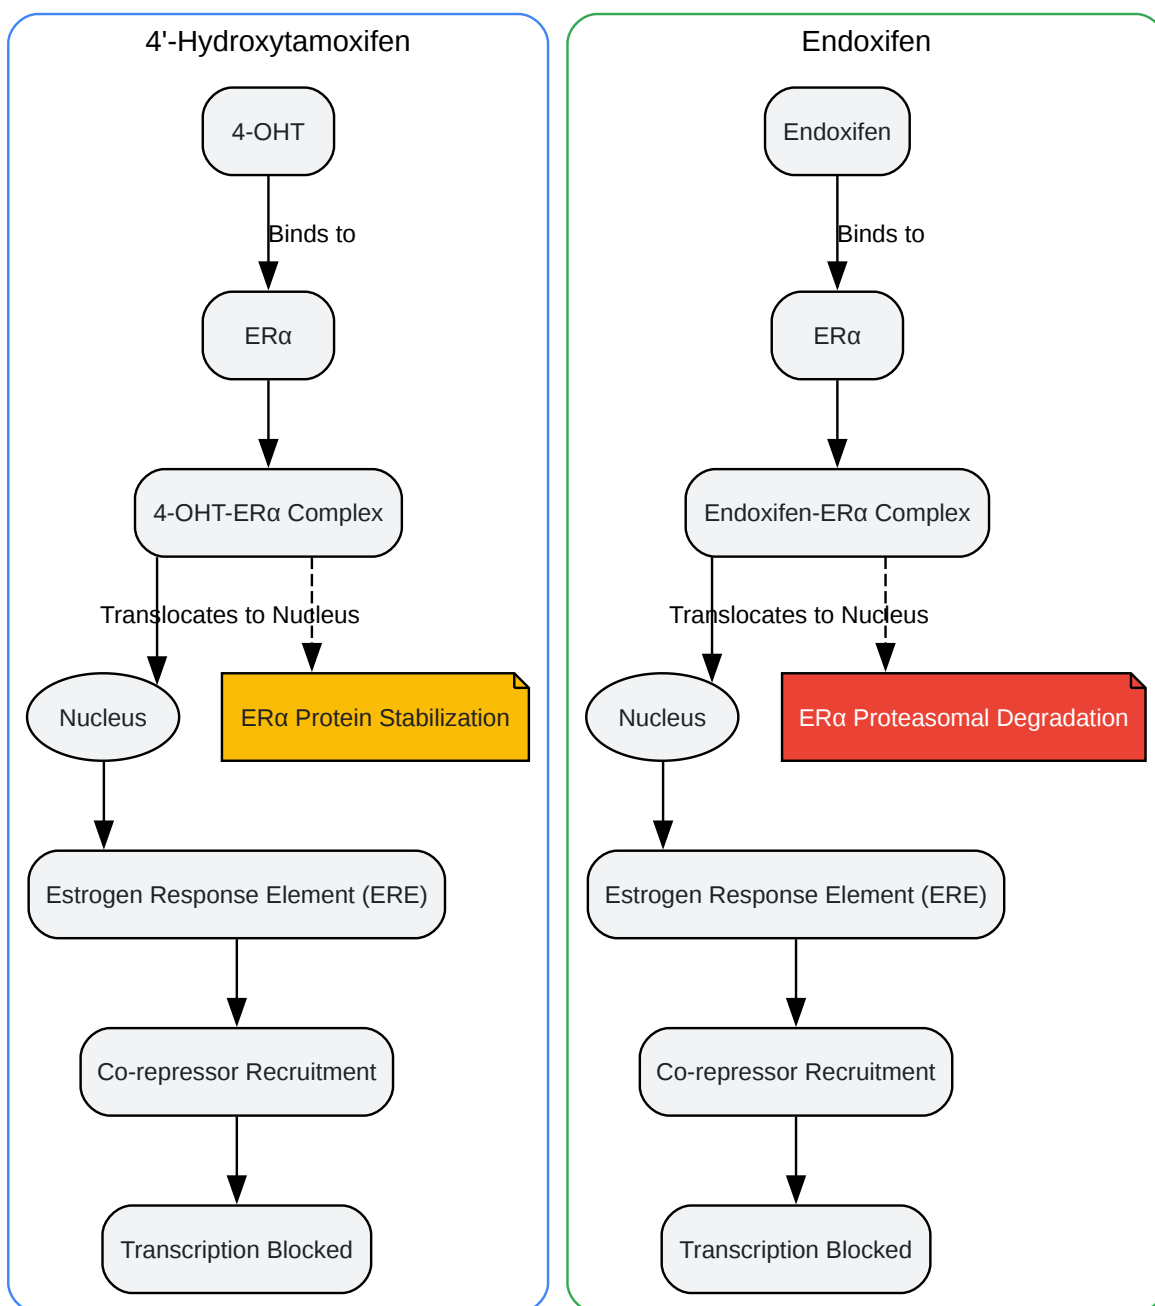 4'-Hydroxytamoxifen
4-OHT
Binds to
ERα
4-OHT-ERα Complex
Translocates to Nucleus
Nucleus
ERα Protein Stabilization
Estrogen Response Element (ERE)
Co-repressor Recruitment
Transcription Blocked
Endoxifen
Endoxifen
Binds to
ERα
Endoxifen-ERα Complex
Translocates to Nucleus
Nucleus
ERα Proteasomal Degradation
Estrogen Response Element (ERE)
Co-repressor Recruitment
Transcription Blocked